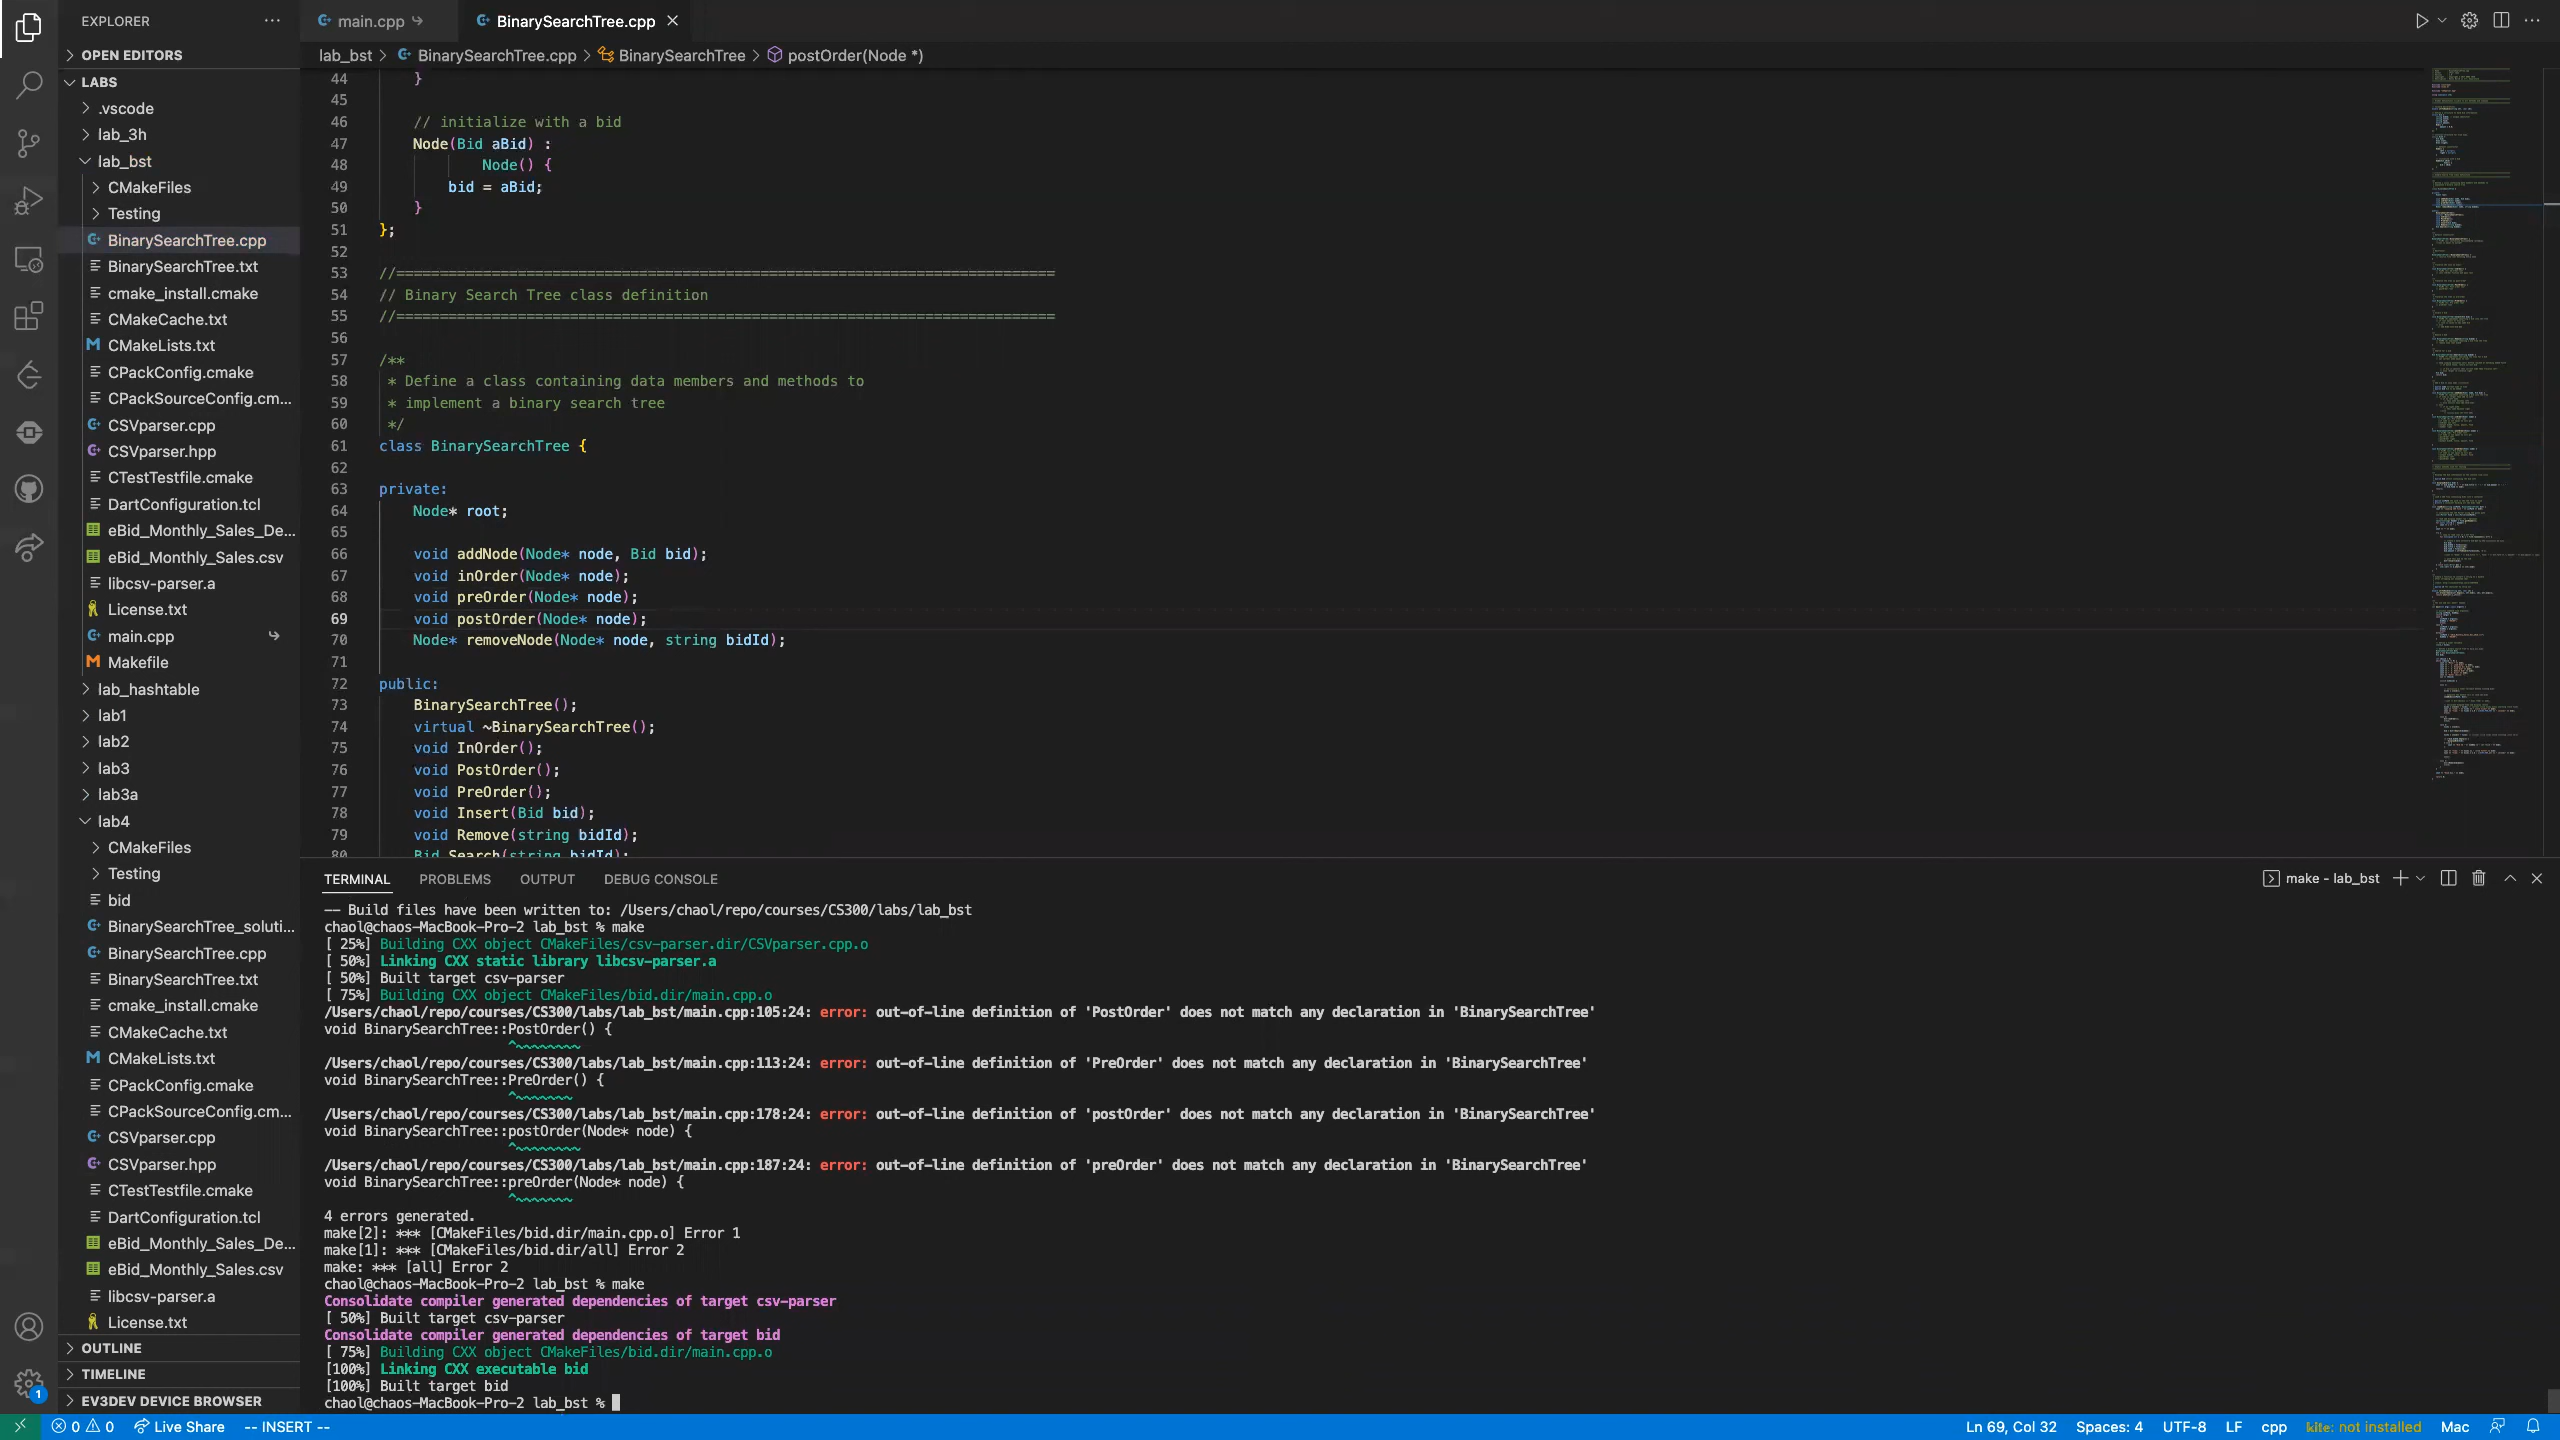 EXPLORER
OPEN EDITORS
LABS
.vscode
lab_3h
lab_bst
CMakeFiles
Testing
BinarySearchTree.cpp
BinarySearchTree.txt
cmake_install.cmake
CMakeCache.txt
CMakeLists.txt
CPackConfig.cmake
CPackSourceConfig.cm...
CSVparser.cpp
CSVparser.hpp
CTestTestfile.cmake
DartConfiguration.tcl
eBid_Monthly_Sales_De...
eBid_Monthly_Sales.csv
libcsv-parser.a
License.txt
main.cpp
Makefile
lab_hashtable
lab1
lab2
lab3
lab3a
lab4
CMakeFiles
Testing
bid
BinarySearchTree_soluti...
BinarySearchTree.cpp
BinarySearchTree.txt
cmake_install.cmake
CMakeCache.txt
CMakeLists.txt
CPackConfig.cmake
CPackSourceConfig.cm...
CSVparser.cpp
CSVparser.hpp
CTestTestfile.cmake
DartConfiguration.tcl
eBid_Monthly_Sales_De...
eBid_Monthly_Sales.csv
libcsv-parser.a
License.txt
OUTLINE
TIMELINE
EV3DEV DEVICE BROWSER
main.cpp BinarySearchTree.cpp
lab_bst > BinarySearchTree.cpp > BinarySearchTree > postOrder(Node *)
44 }
45
46 // initialize with a bid
47 Node(Bid aBid) :
48 Node() {
49 bid = aBid;
50 }
51 };
52
53 //============================================================================
54 // Binary Search Tree class definition
55 //============================================================================
56
57 /**
58 * Define a class containing data members and methods to
59 * implement a binary search tree
60 */
61 class BinarySearchTree {
62
63 private:
64 Node* root;
65
66 void addNode(Node* node, Bid bid);
67 void inOrder(Node* node);
68 void preOrder(Node* node);
69 void postOrder(Node* node);
70 Node* removeNode(Node* node, string bidId);
71
72 public:
73 BinarySearchTree();
74 virtual ~BinarySearchTree();
75 void InOrder();
76 void PostOrder();
77 void PreOrder();
78 void Insert(Bid bid);
79 void Remove(string bidId);
80 Bid Search(string bidId);
TERMINAL PROBLEMS OUTPUT DEBUG CONSOLE
make - lab_bst
-- Build files have been written to: /Users/chaol/repo/courses/CS300/labs/lab_bst
chaol@chaos-MacBook-Pro-2 lab_bst % make
[ 25%] Building CXX object CMakeFiles/csv-parser.dir/CSVparser.cpp.o
[ 50%] Linking CXX static library libcsv-parser.a
[ 50%] Built target csv-parser
[ 75%] Building CXX object CMakeFiles/bid.dir/main.cpp.o
/Users/chaol/repo/courses/CS300/labs/lab_bst/main.cpp:105:24: error: out-of-line definition of 'PostOrder' does not match any declaration in 'BinarySearchTree'
void BinarySearchTree::PostOrder() {
^~~~~~~~~
/Users/chaol/repo/courses/CS300/labs/lab_bst/main.cpp:113:24: error: out-of-line definition of 'PreOrder' does not match any declaration in 'BinarySearchTree'
void BinarySearchTree::PreOrder() {
^~~~~~~~
/Users/chaol/repo/courses/CS300/labs/lab_bst/main.cpp:178:24: error: out-of-line definition of 'postOrder' does not match any declaration in 'BinarySearchTree'
void BinarySearchTree::postOrder(Node* node) {
^~~~~~~~~
/Users/chaol/repo/courses/CS300/labs/lab_bst/main.cpp:187:24: error: out-of-line definition of 'preOrder' does not match any declaration in 'BinarySearchTree'
void BinarySearchTree::preOrder(Node* node) {
^~~~~~~~
4 errors generated.
make[2]: *** [CMakeFiles/bid.dir/main.cpp.o] Error 1
make[1]: *** [CMakeFiles/bid.dir/all] Error 2
make: *** [all] Error 2
chaol@chaos-MacBook-Pro-2 lab_bst % make
Consolidate compiler generated dependencies of target csv-parser
[ 50%] Built target csv-parser
Consolidate compiler generated dependencies of target bid
[ 75%] Building CXX object CMakeFiles/bid.dir/main.cpp.o
[100%] Linking CXX executable bid
[100%] Built target bid
chaol@chaos-MacBook-Pro-2 lab_bst %
1
0 0 Live Share -- INSERT -- Ln 69, Col 32 Spaces: 4 UTF-8 LF cpp kite: not installed Mac